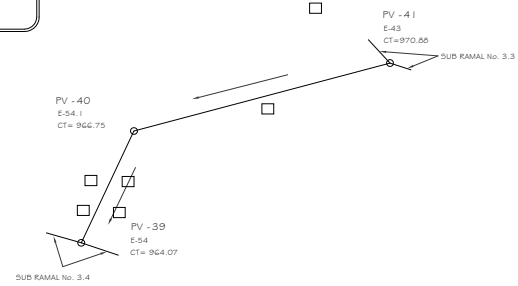 PV - 41
E-43
CT=970.88
SUB RAMAL No. 3.3
PV - 40
E-54.1
CT= 966.75
PV - 39
E-54
CT= 964.07
SUB RAMAL No. 3.4